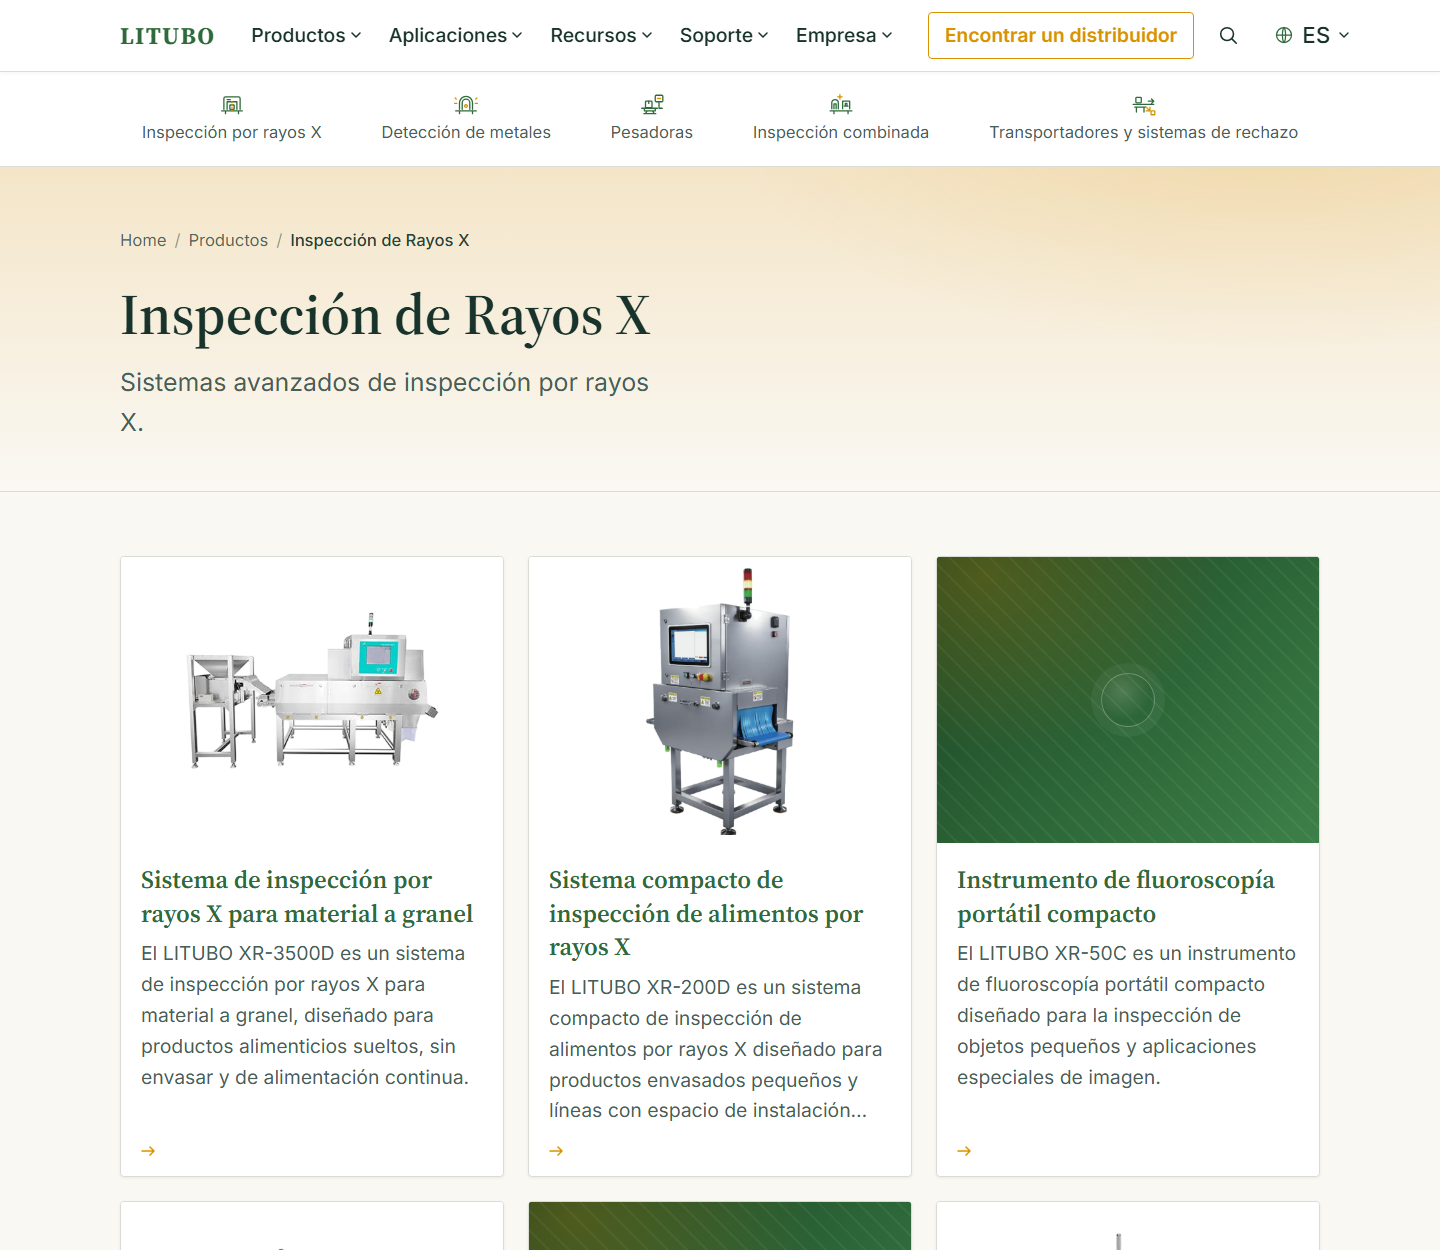 LITUBO
Productos
Aplicaciones
Recursos
Soporte
Empresa
Encontrar un distribuidor
ES
Inspección por rayos X
Detección de metales
Pesadoras
Inspección combinada
Transportadores y sistemas de rechazo
Home / Productos / Inspección de Rayos X
Inspección de Rayos X
Sistemas avanzados de inspección por rayos
X.
Sistema de inspección por
rayos X para material a granel
El LITUBO XR-3500D es un sistema
de inspección por rayos X para
material a granel, diseñado para
productos alimenticios sueltos, sin
envasar y de alimentación continua.
Sistema compacto de
inspección de alimentos por
rayos X
El LITUBO XR-200D es un sistema
compacto de inspección de
alimentos por rayos X diseñado para
productos envasados pequeños y
líneas con espacio de instalación...
Instrumento de fluoroscopía
portátil compacto
El LITUBO XR-50C es un instrumento
de fluoroscopía portátil compacto
diseñado para la inspección de
objetos pequeños y aplicaciones
especiales de imagen.